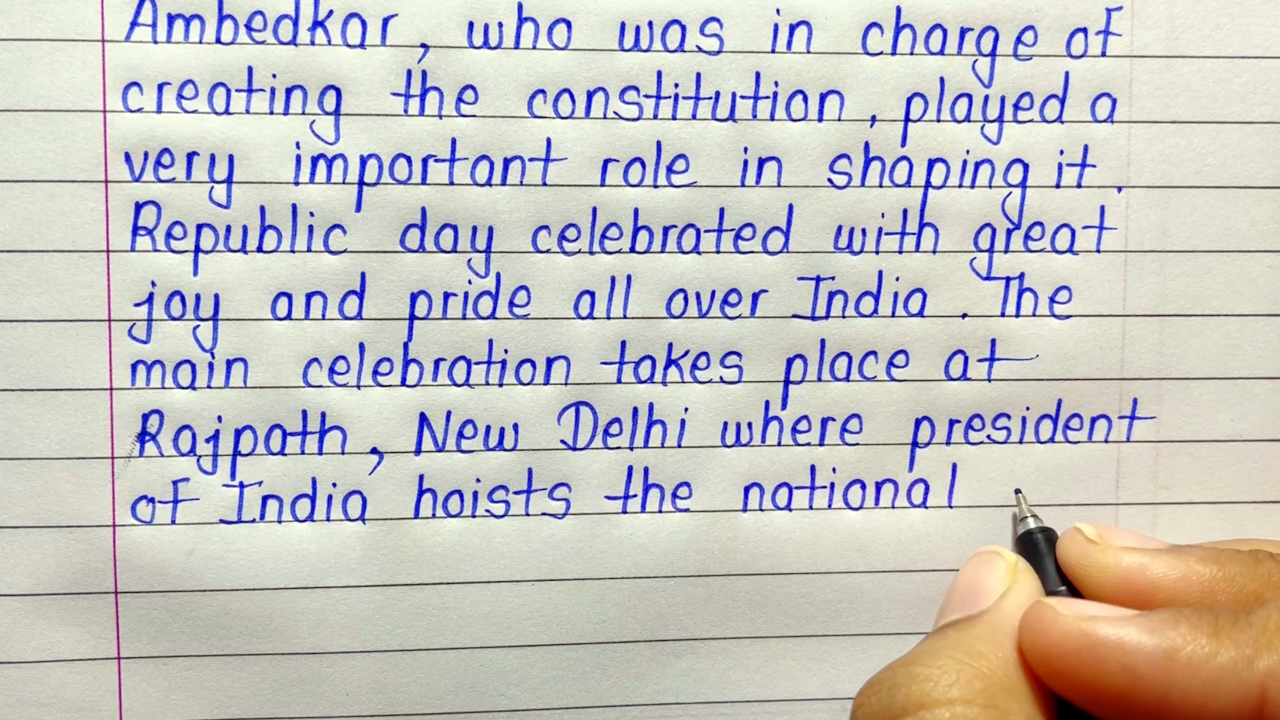 Ambedkar, who was in charge of
creating the constitution, played a
very important role in shaping it.
Republic day celebrated with great
joy and pride all over India. The
main celebration takes place at
Rajpath, New Delhi where president
of India hoists the national